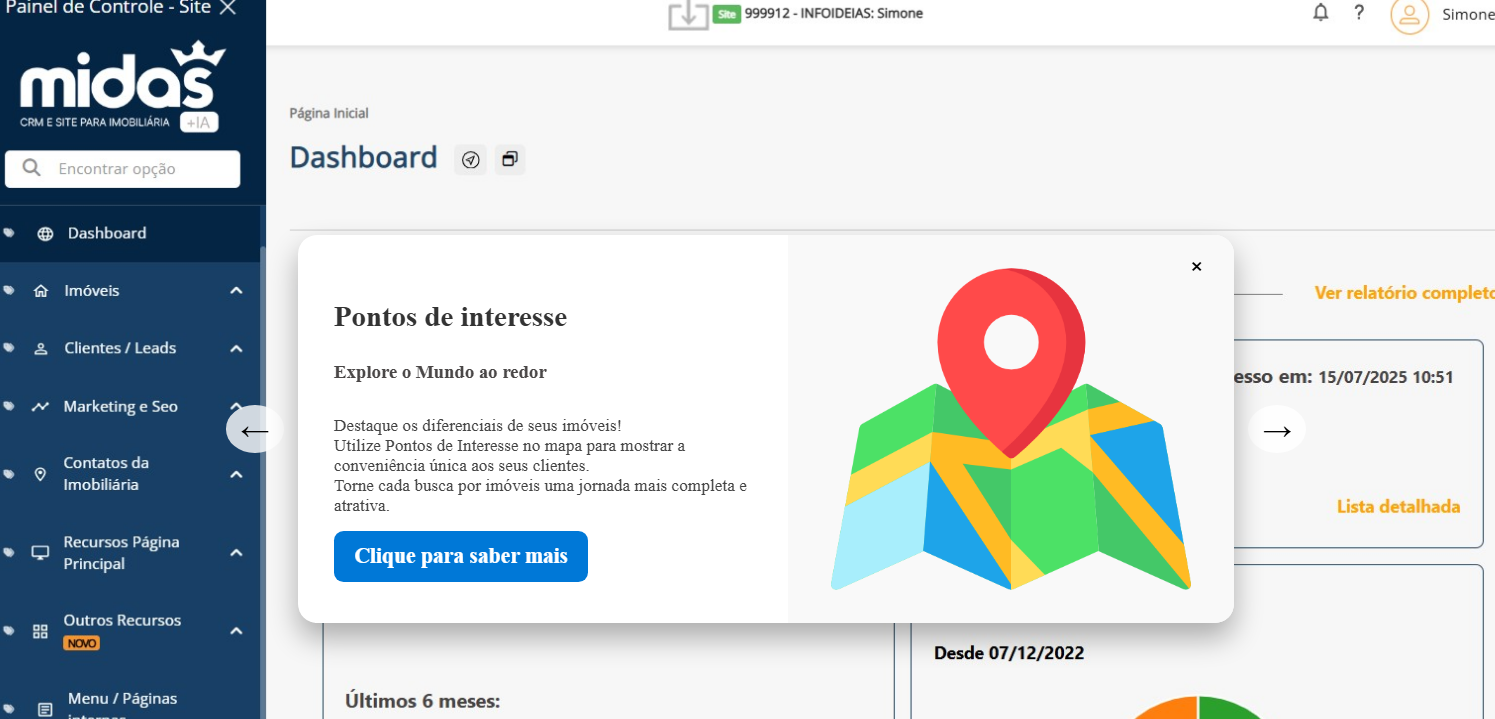 Painel de Controle - Site
midas
CRM E SITE PARA IMOBILIÁRIA +IA
Encontrar opção
Dashboard
Imóveis
Clientes / Leads
Marketing e Seo
Contatos da
Imobiliária
Recursos Página
Principal
Outros Recursos
NOVO
Menu / Páginas
internas
Site 999912 - INFOIDEIAS: Simone
?
Simone
Página Inicial
Dashboard
Pontos de interesse
Explore o Mundo ao redor
Destaque os diferenciais de seus imóveis!
Utilize Pontos de Interesse no mapa para mostrar a
conveniência única aos seus clientes.
Torne cada busca por imóveis uma jornada mais completa e
atrativa.
Clique para saber mais
Ver relatório completo
esso em: 15/07/2025 10:51
Lista detalhada
Desde 07/12/2022
Últimos 6 meses: